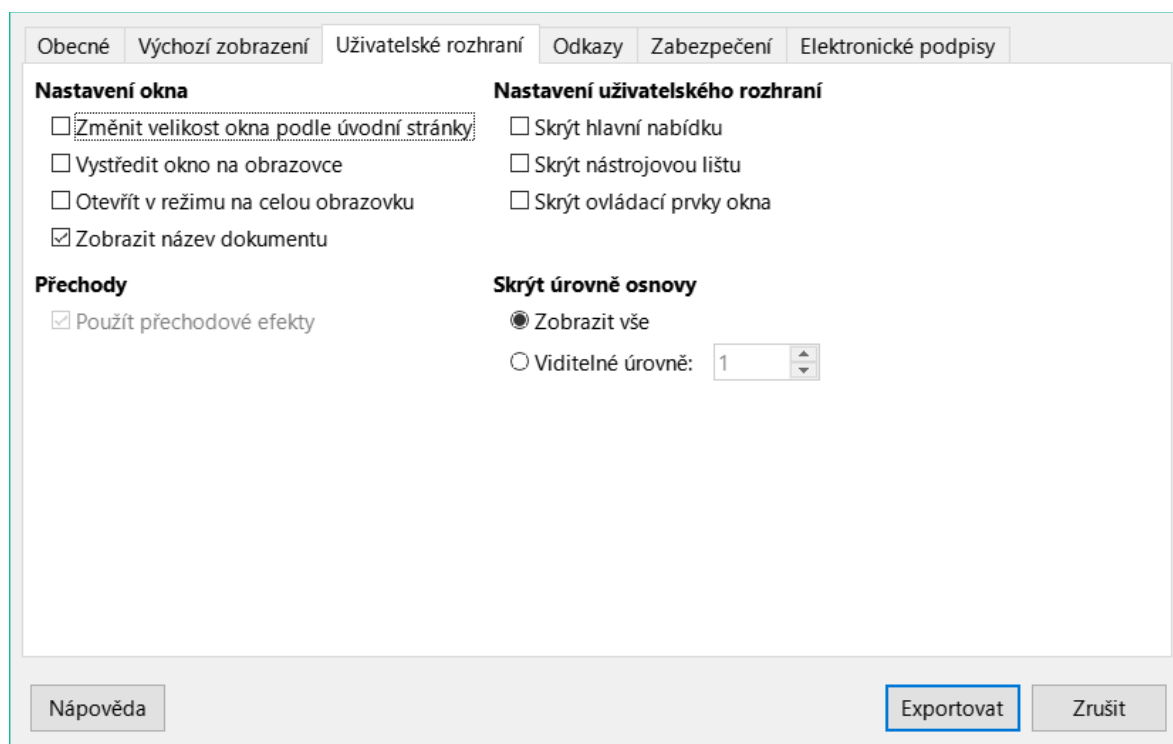 Obecné Výchozí zobrazení Uživatelské rozhraní Odkazy Zabezpečení Elektronické podpisy
Nastavení okna
Změnit velikost okna podle úvodní stránky
Vystředit okno na obrazovce
Otevřít v režimu na celou obrazovku
Zobrazit název dokumentu
Nastavení uživatelského rozhraní
Skrýt hlavní nabídku
Skrýt nástrojovou lištu
Skrýt ovládací prvky okna
Přechody
Použít přechodové efekty
Skrýt úrovně osnovy
Zobrazit vše
Viditelné úrovně: 1
Nápověda Exportovat Zrušit